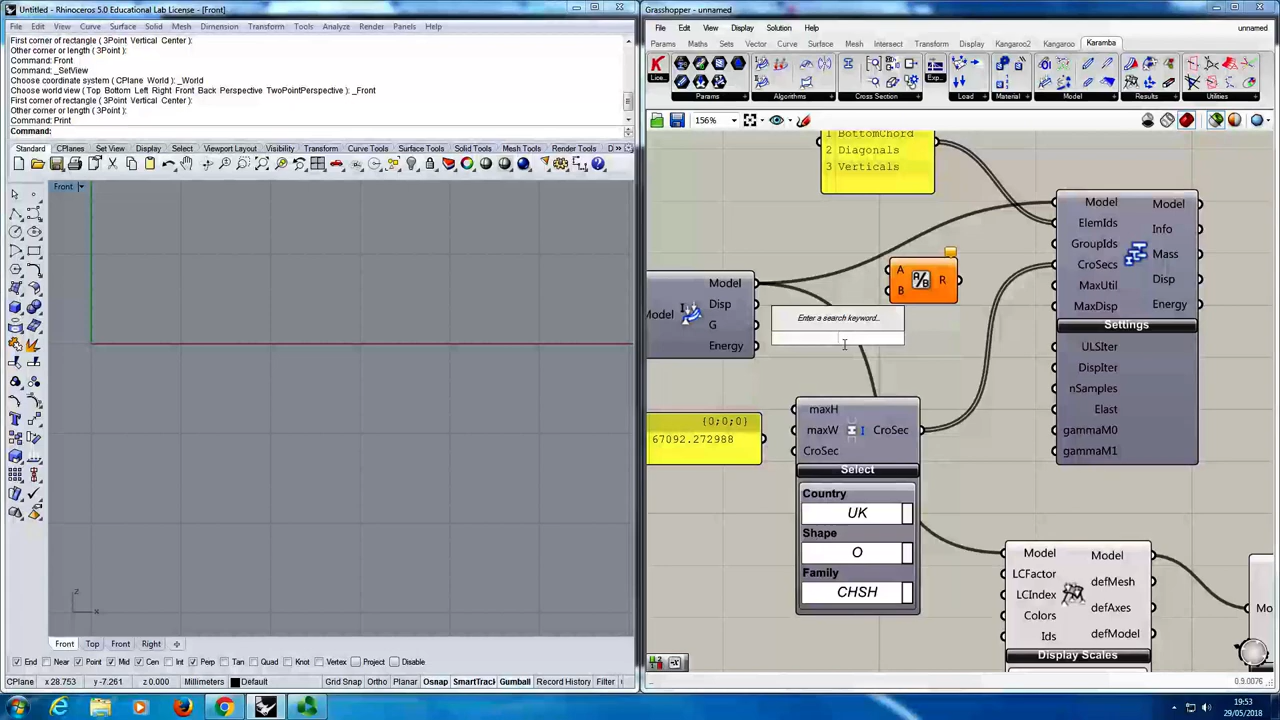 Untitled - Rhinoceros 5.0 Educational Lab License - [Front]
File Edit View Curve Surface Solid Mesh Dimension Transform Tools Analyze Render Panels Help
First corner of rectangle ( 3Point Vertical Center ):
Other corner or length ( 3Point ):
Command: Front
Command: _SetView
Choose coordinate system ( CPlane World ): _World
Choose world view ( Top Bottom Left Right Front Back Perspective TwoPointPerspective ): _Front
First corner of rectangle ( 3Point Vertical Center ):
Other corner or length ( 3Point ):
Command: Print
Command:
Standard CPlanes Set View Display Select Viewport Layout Visibility Transform Curve Tools Surface Tools Solid Tools Mesh Tools Render Tools D
Front
z
x
Front Top Front Right
End Near Point Mid Cen Int Perp Tan Quad Knot Vertex Project Disable
CPlane x 28.753 y -7.261 z 0.000 Millimeters Default Grid Snap Ortho Planar Osnap SmartTrack Gumball Record History Filter
Grasshopper - unnamed
File Edit View Display Solution Help unnamed
Params Maths Sets Vector Curve Surface Mesh Intersect Transform Display Kangaroo2 Kangaroo Karamba
Lice... Exp...
Params Algorithms Cross Section Load Material Model Results Utilities
156%
1 BottomChord
2 Diagonals
3 Verticals
Model
Model
Disp
G
Energy
A
B
A/B
R
Enter a search keyword...
{0;0;0}
67092.272988
maxH
maxW
CroSec
CroSec
Select
Country
UK
Shape
O
Family
CHSH
Model
ElemIds
GroupIds
CroSecs
MaxUtil
MaxDisp
Model
Info
Mass
Disp
Energy
Settings
ULSIter
DispIter
nSamples
Elast
gammaM0
gammaM1
Model
LCFactor
LCIndex
Colors
Ids
Model
defMesh
defAxes
defModel
Display Scales
Mo
0.9.0076
19:53
29/05/2018